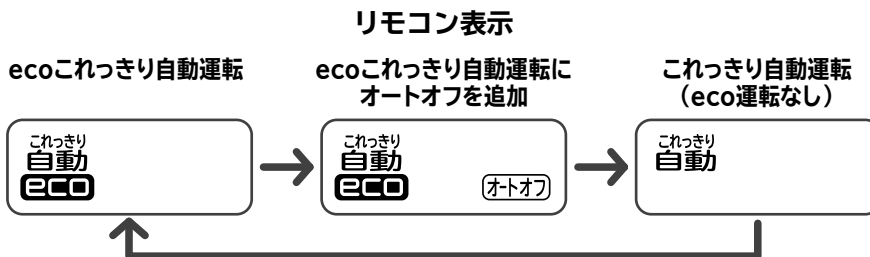 リモコン表示
ecoこれっきり自動運転
ecoこれっきり自動運転に
オートオフを追加
これっきり自動運転
（eco運転なし）
これっきり
自動
eco
これっきり
自動
eco
オートオフ
これっきり
自動